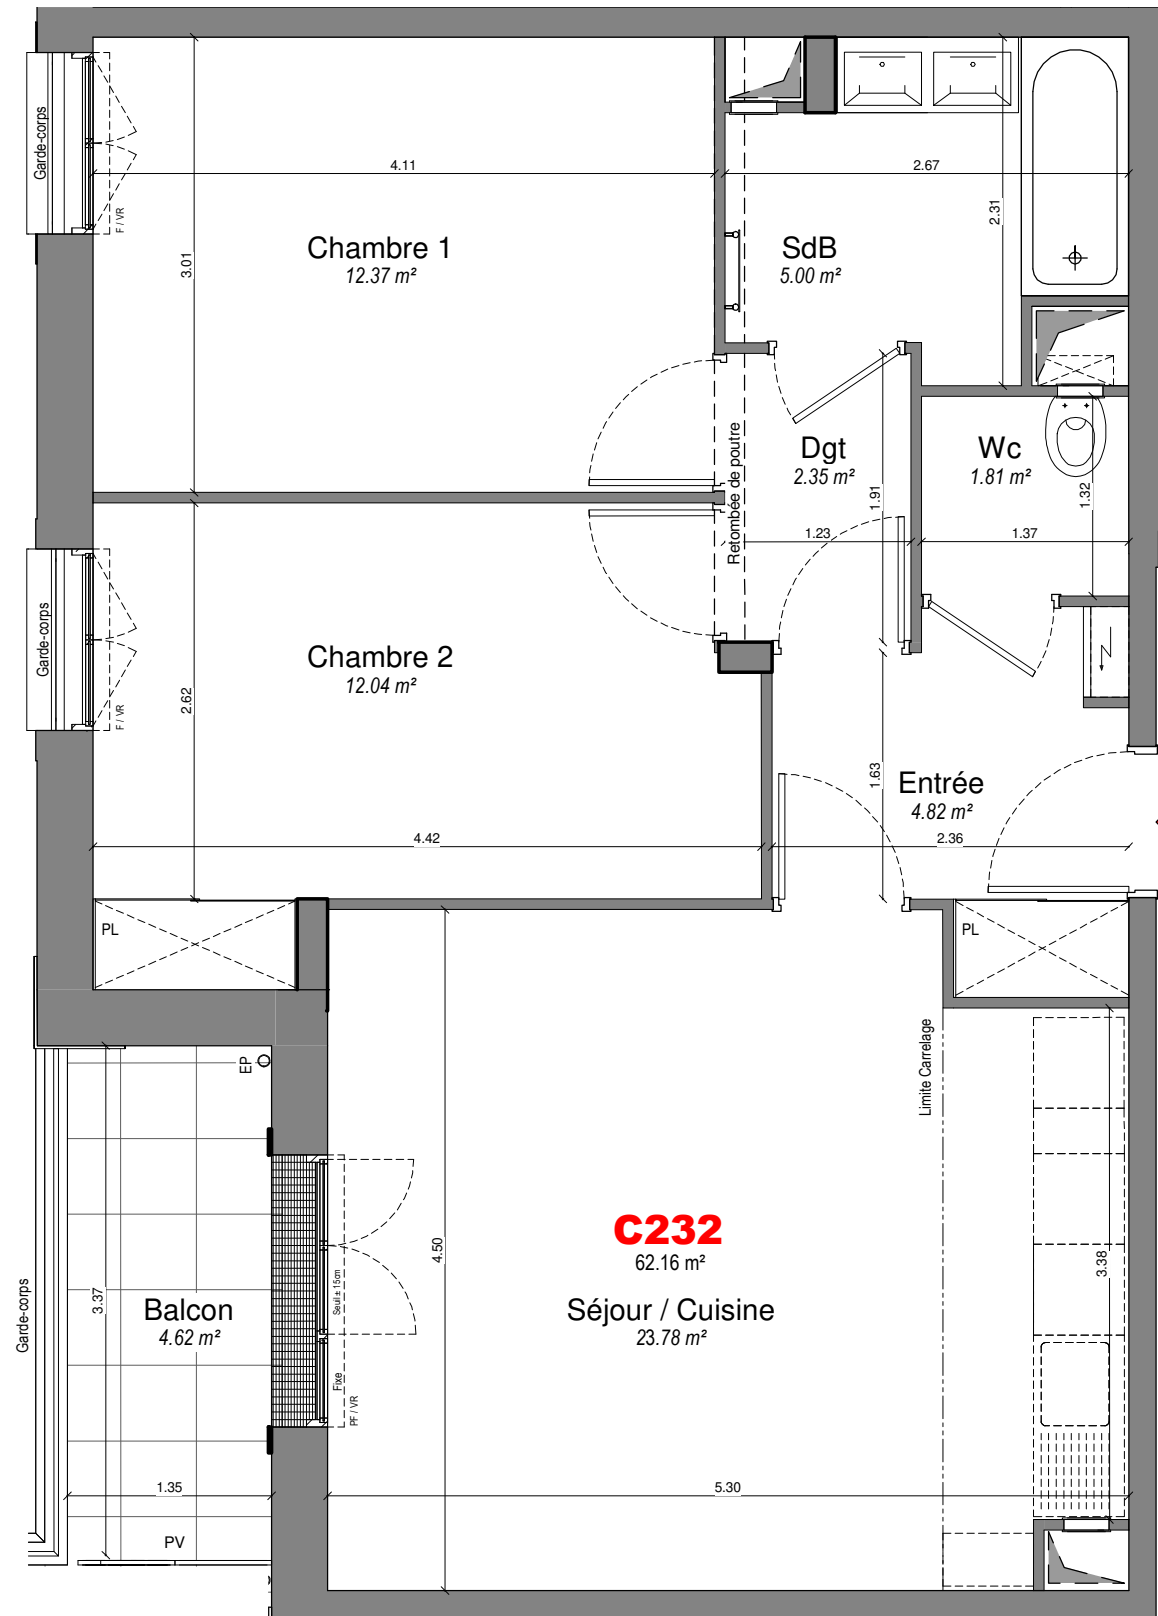 Garde-corps
F / VR
4.11
3.01
Chambre 1
12.37 m²
2.67
2.31
SdB
5.00 m²
Retombée de poutre
Dgt
2.35 m²
1.91
1.23
Wc
1.81 m²
1.32
1.37
Garde-corps
F / VR
Chambre 2
12.04 m²
2.62
4.42
1.63
Entrée
4.82 m²
2.36
PL
PL
EP
Limite Carrelage
C232
62.16 m²
Séjour / Cuisine
23.78 m²
4.50
3.38
5.30
Garde-corps
3.37
Balcon
4.62 m²
Seuil ± 15cm
Fixe
PF / VR
1.35
PV